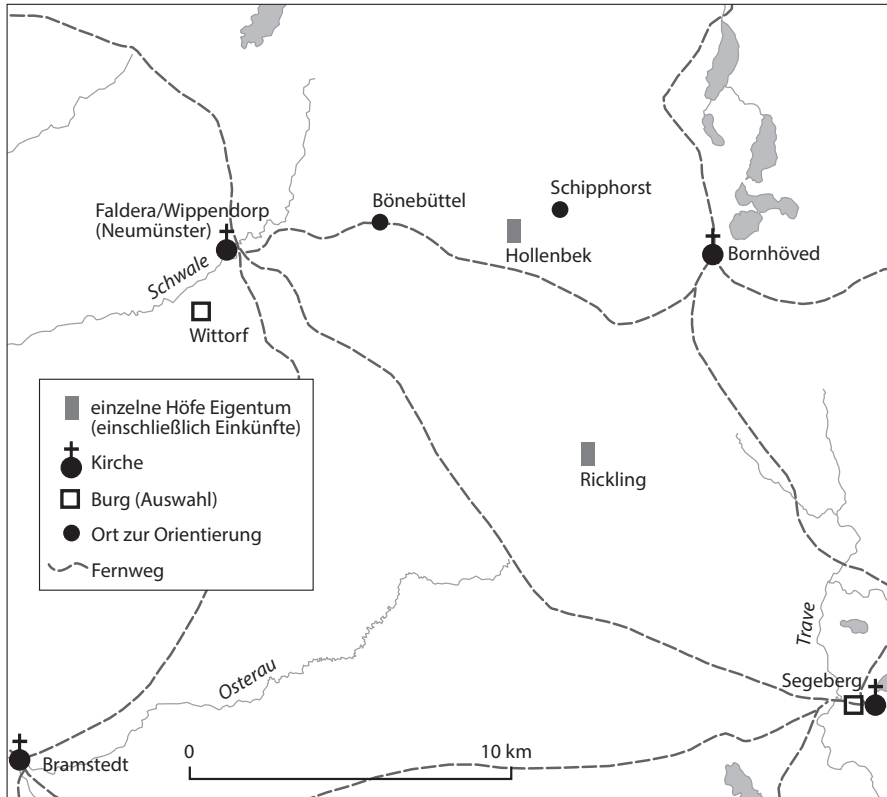 Faldera/Wippendorp
(Neumünster)
Bönebüttel
Schipphorst
Hollenbek
Bornhöved
Schwale
Wittorf
einzelne Höfe Eigentum
(einschließlich Einkünfte)
Kirche
Burg (Auswahl)
Ort zur Orientierung
Fernweg
Rickling
Trave
Osterau
Segeberg
Bramstedt
0 10 km